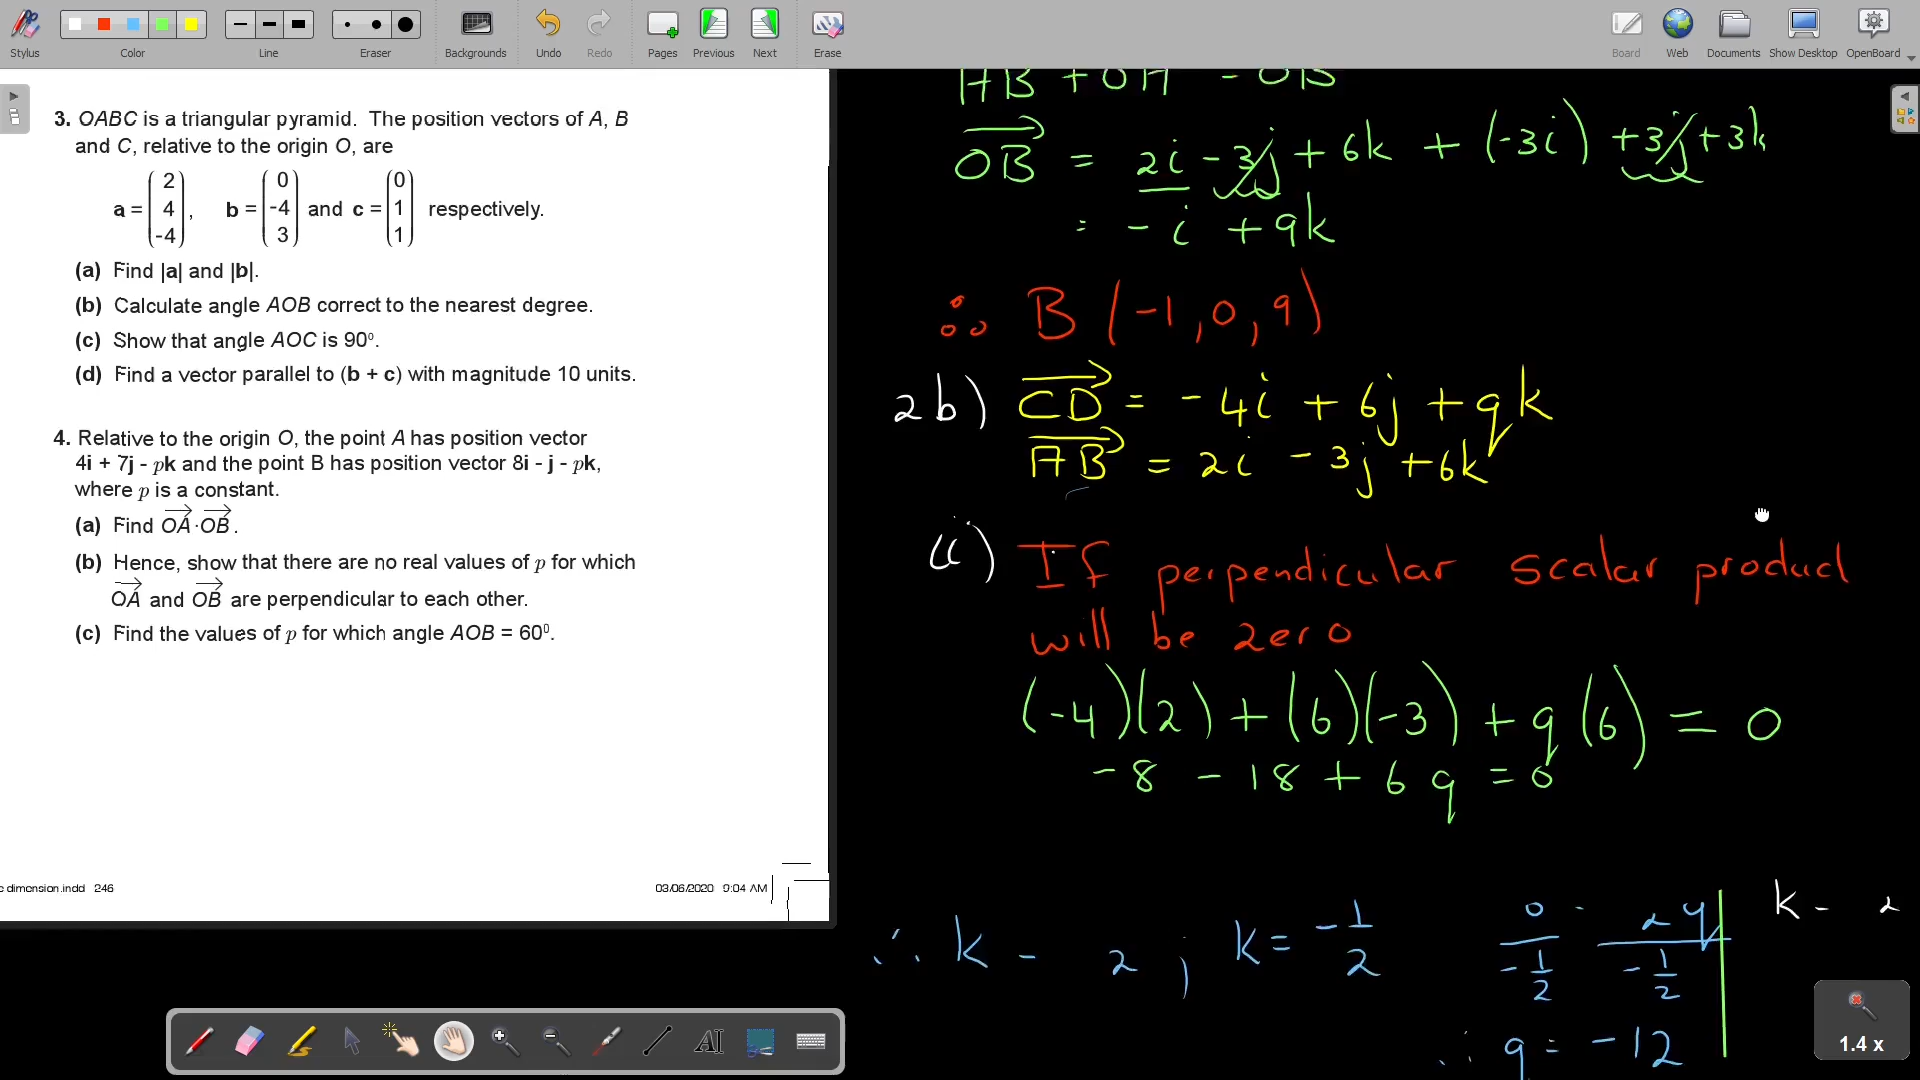 Stylus Color Line Eraser Backgrounds Undo Redo Pages Previous Next Erase Board Web Documents Show Desktop OpenBoard
3. OABC is a triangular pyramid. The position vectors of A, B
and C, relative to the origin O, are
a = (2 4 -4), b = (0 -4 3) and c = (0 1 1) respectively.
(a) Find |a| and |b|.
(b) Calculate angle AOB correct to the nearest degree.
(c) Show that angle AOC is 90°.
(d) Find a vector parallel to (b + c) with magnitude 10 units.
4. Relative to the origin O, the point A has position vector
4i + 7j - pk and the point B has position vector 8i - j - pk,
where p is a constant.
(a) Find OA·OB.
(b) Hence, show that there are no real values of p for which
OA and OB are perpendicular to each other.
(c) Find the values of p for which angle AOB = 60⁰.
c dimension.indd 246
03/06/2020 9:04 AM
AB + OA = OB
OB = 2i - 3j + 6k + (-3i) + 3j + 3k
= -i + 9k
∴ B (-1, 0, 9)
2b) CD = -4i + 6j + qk
AB = 2i - 3j + 6k
(i) If perpendicular scalar product
will be zero
(-4)(2) + (6)(-3) + q(6) = 0
-8 - 18 + 6q = 0
∴ k = 2 ; k = -1/2
k = 2
∴ q = -12
1.4 x